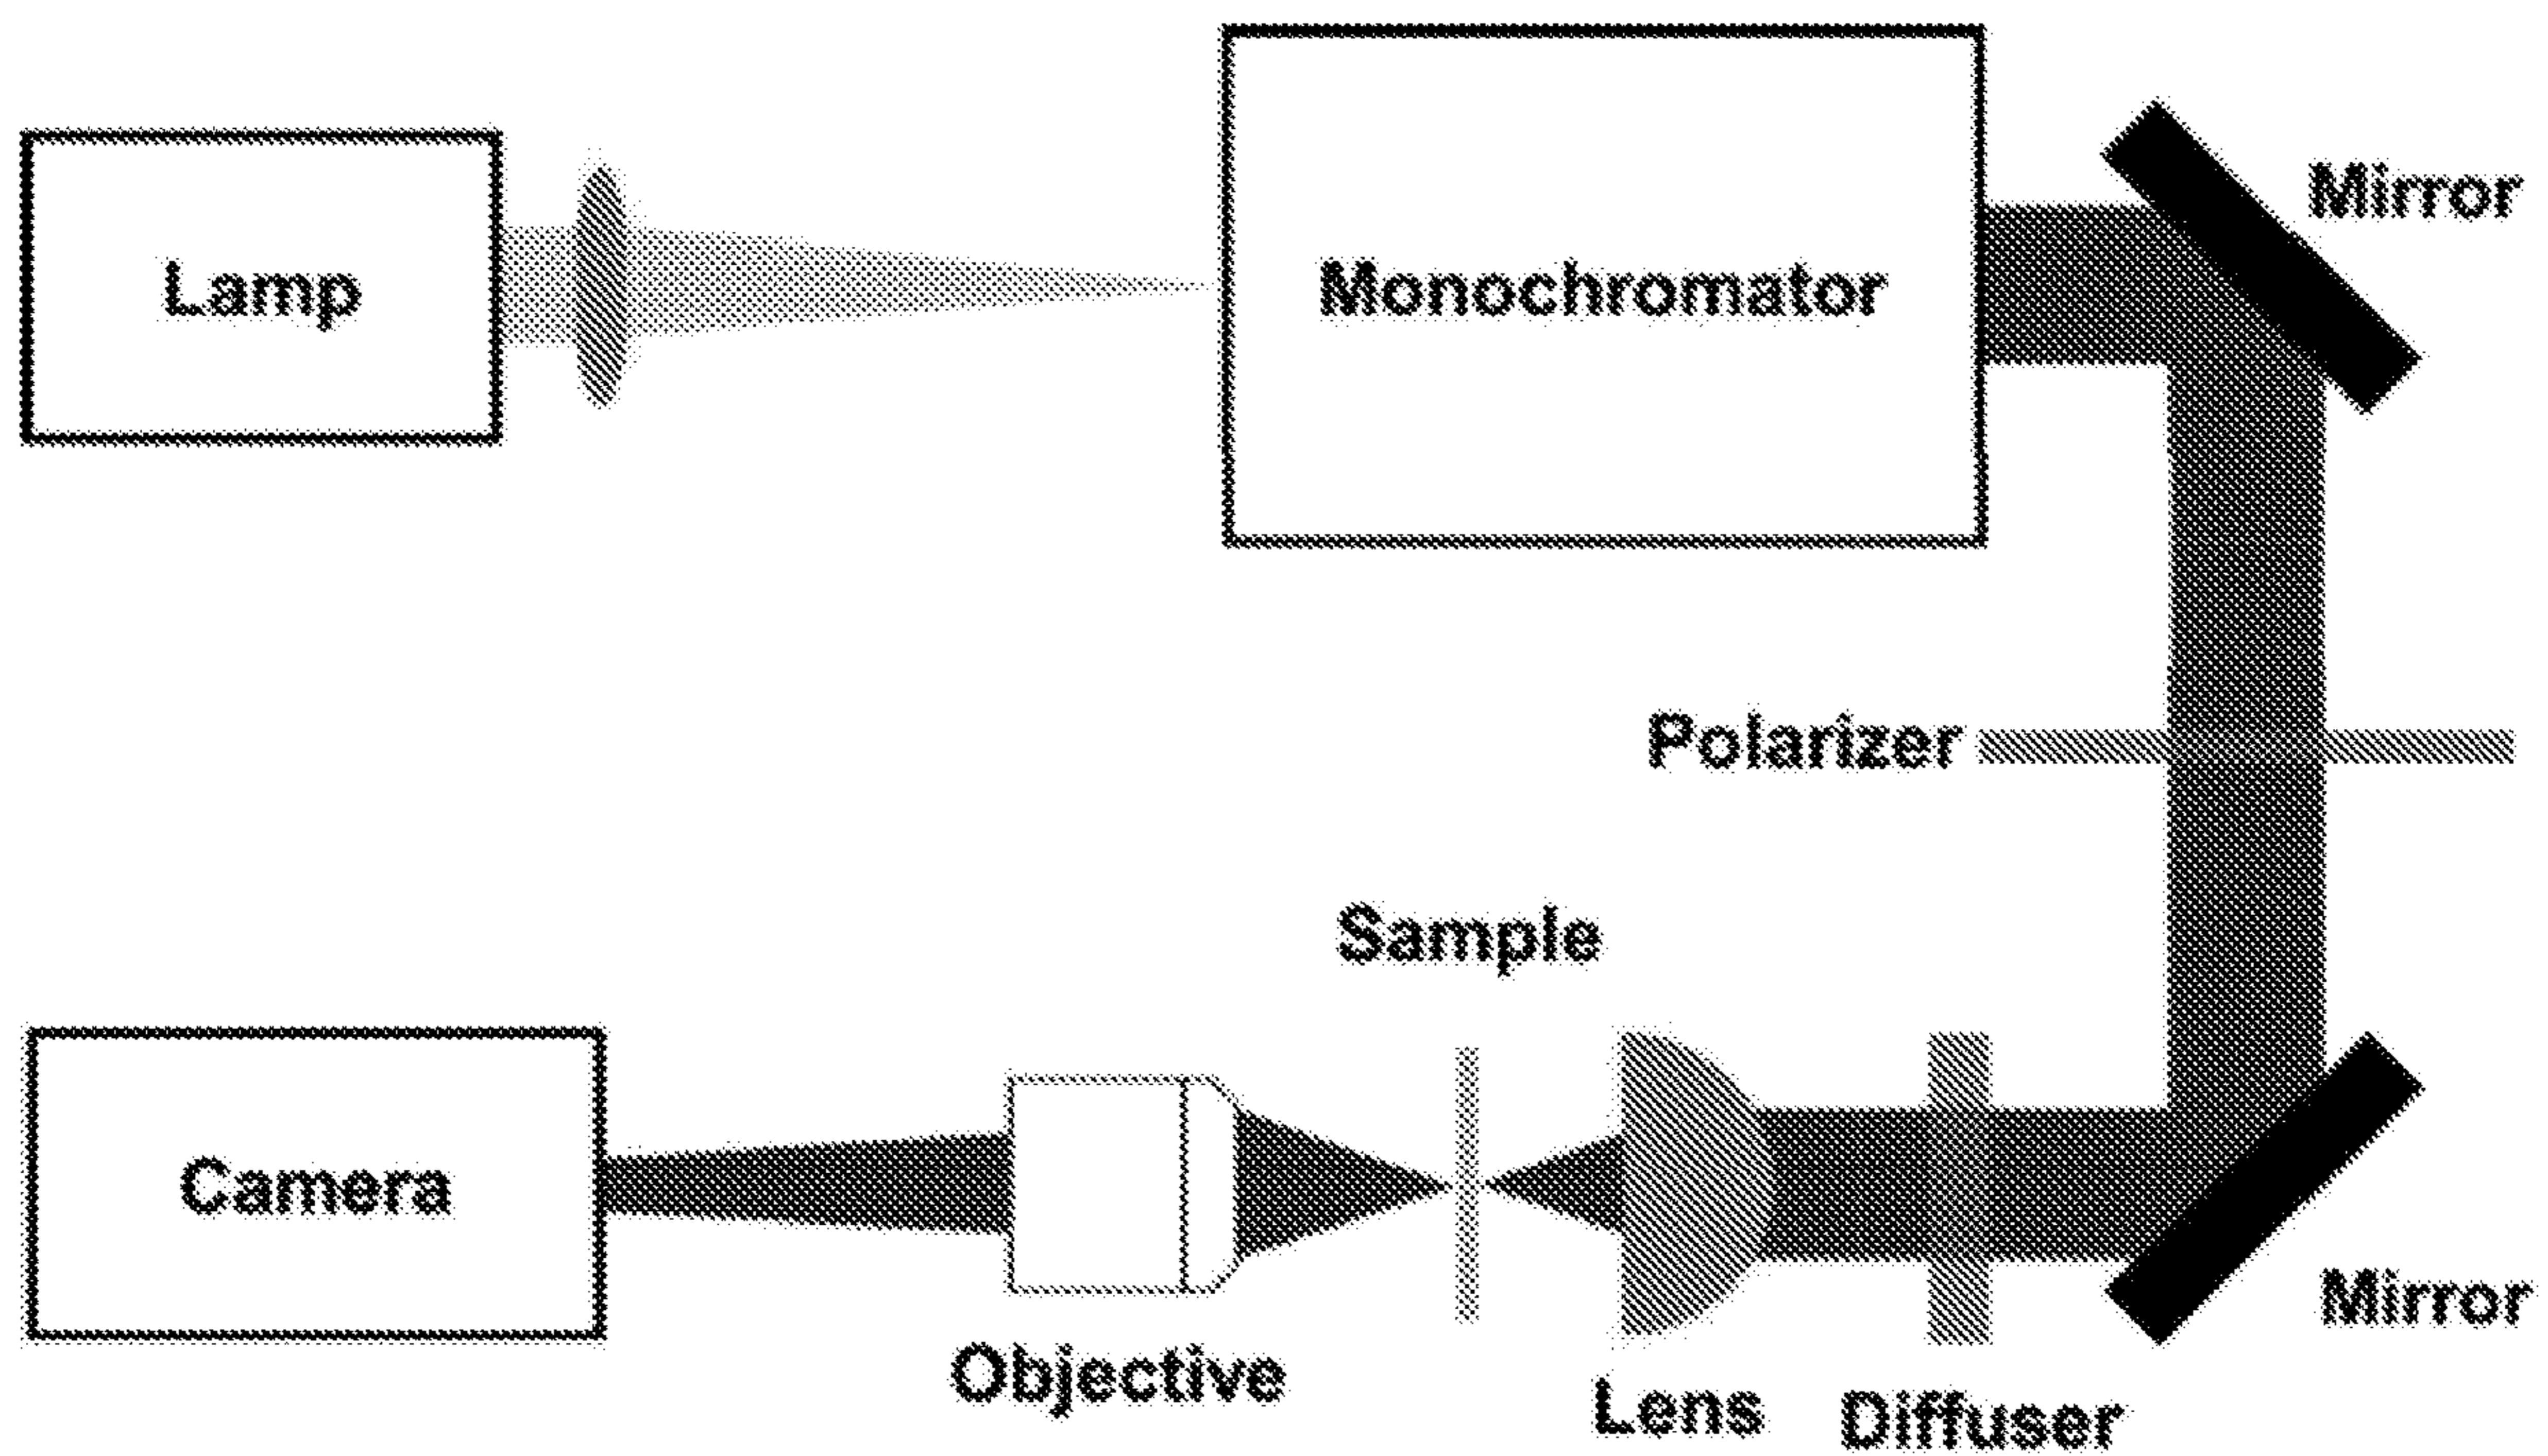 Mirror
Lamp
Monochromator
Polarizer
Sample
Camera
Mirror
Objective
Lens
Diffuser